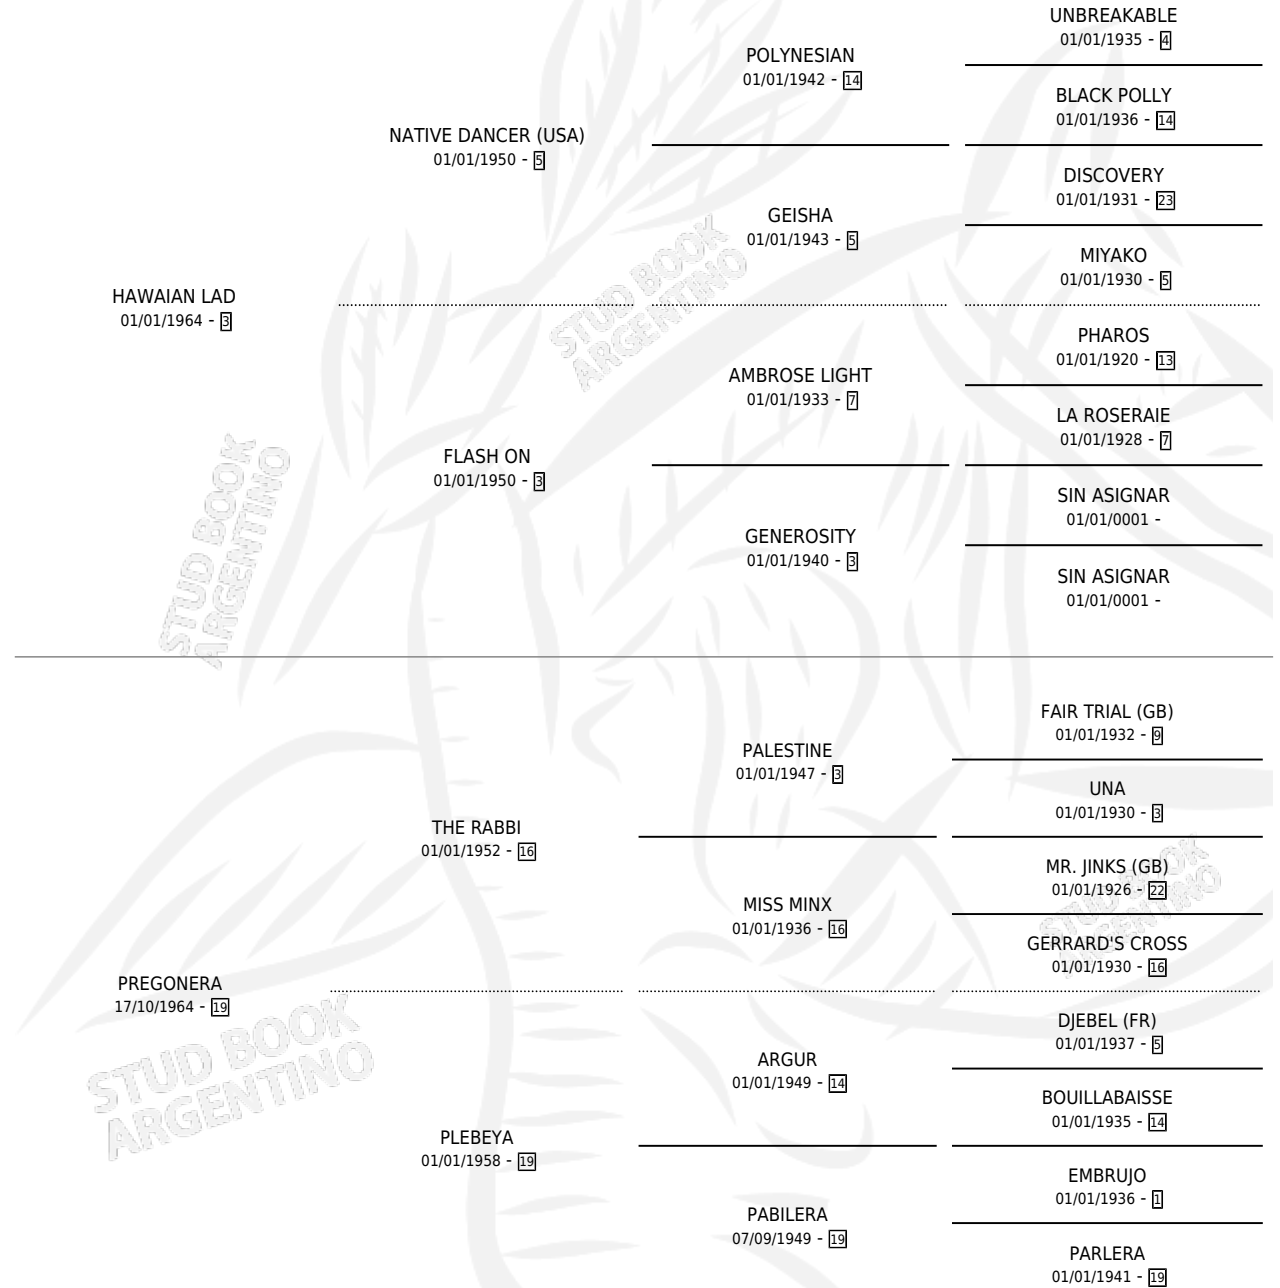 UNBREAKABLE
01/01/1935 - 4
POLYNESIAN
01/01/1942 - 14
BLACK POLLY
01/01/1936 - 14
NATIVE DANCER (USA)
01/01/1950 - 5
DISCOVERY
01/01/1931 - 23
GEISHA
01/01/1943 - 5
MIYAKO
01/01/1930 - 5
HAWAIAN LAD
01/01/1964 - 3
PHAROS
01/01/1920 - 13
AMBROSE LIGHT
01/01/1933 - 7
LA ROSERAIE
01/01/1928 - 7
FLASH ON
01/01/1950 - 3
SIN ASIGNAR
01/01/0001 -
GENEROSITY
01/01/1940 - 3
SIN ASIGNAR
01/01/0001 -
FAIR TRIAL (GB)
01/01/1932 - 9
PALESTINE
01/01/1947 - 3
UNA
01/01/1930 - 3
THE RABBI
01/01/1952 - 16
MR. JINKS (GB)
01/01/1926 - 22
MISS MINX
01/01/1936 - 16
GERRARD'S CROSS
01/01/1930 - 16
PREGONERA
17/10/1964 - 19
DJEBEL (FR)
01/01/1937 - 5
ARGUR
01/01/1949 - 14
BOUILLABAISSE
01/01/1935 - 14
PLEBEYA
01/01/1958 - 19
EMBRUJO
01/01/1936 - 1
PABILERA
07/09/1949 - 19
PARLERA
01/01/1941 - 19
STUD BOOK
ARGENTINO
STUD BOOK
ARGENTINO
STUD BOOK
ARGENTINO
STUD BOOK
ARGENTINO